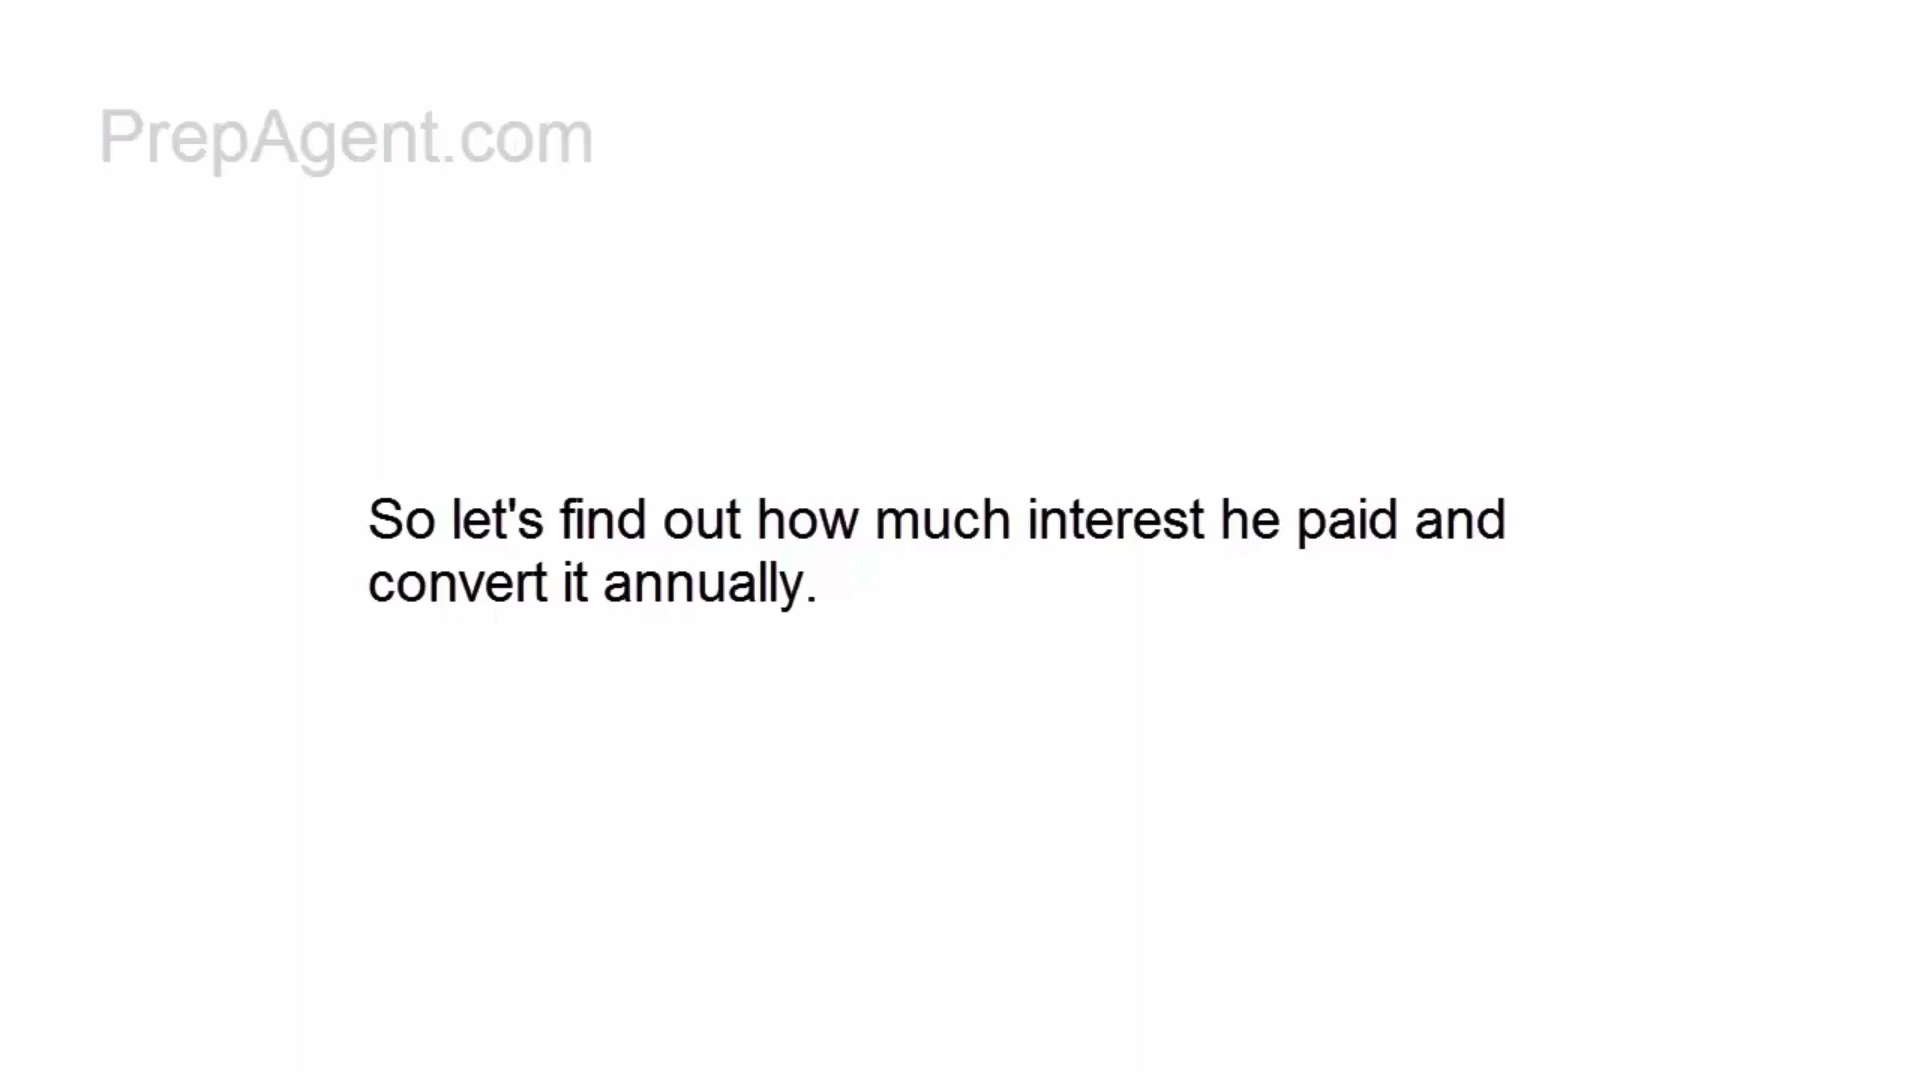 PrepAgent.com
So let's find out how much interest he paid and
convert it annually.